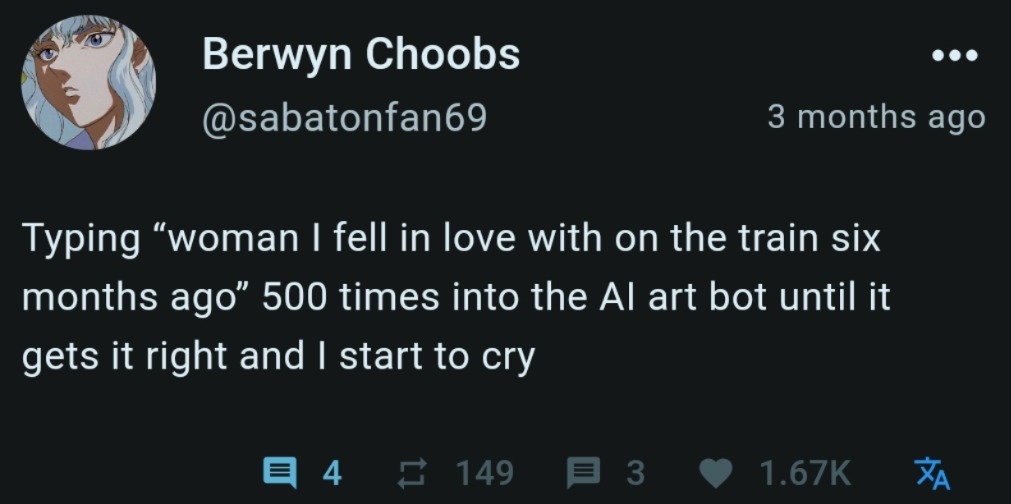 Berwyn Choobs
@sabatonfan69
3 months ago
Typing “woman I fell in love with on the train six
months ago” 500 times into the AI art bot until it
gets it right and I start to cry
4 149 3 1.67K